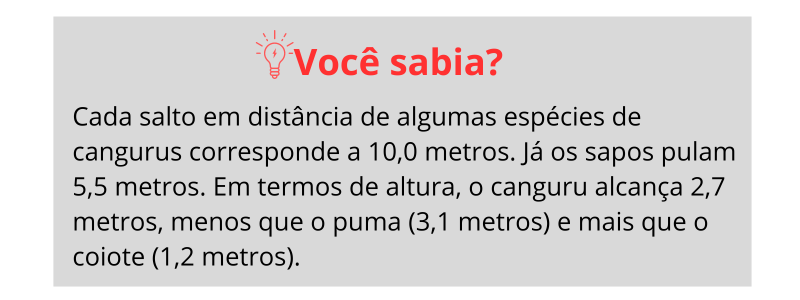 Você sabia?
Cada salto em distância de algumas espécies de
cangurus corresponde a 10,0 metros. Já os sapos pulam
5,5 metros. Em termos de altura, o canguru alcança 2,7
metros, menos que o puma (3,1 metros) e mais que o
coiote (1,2 metros).